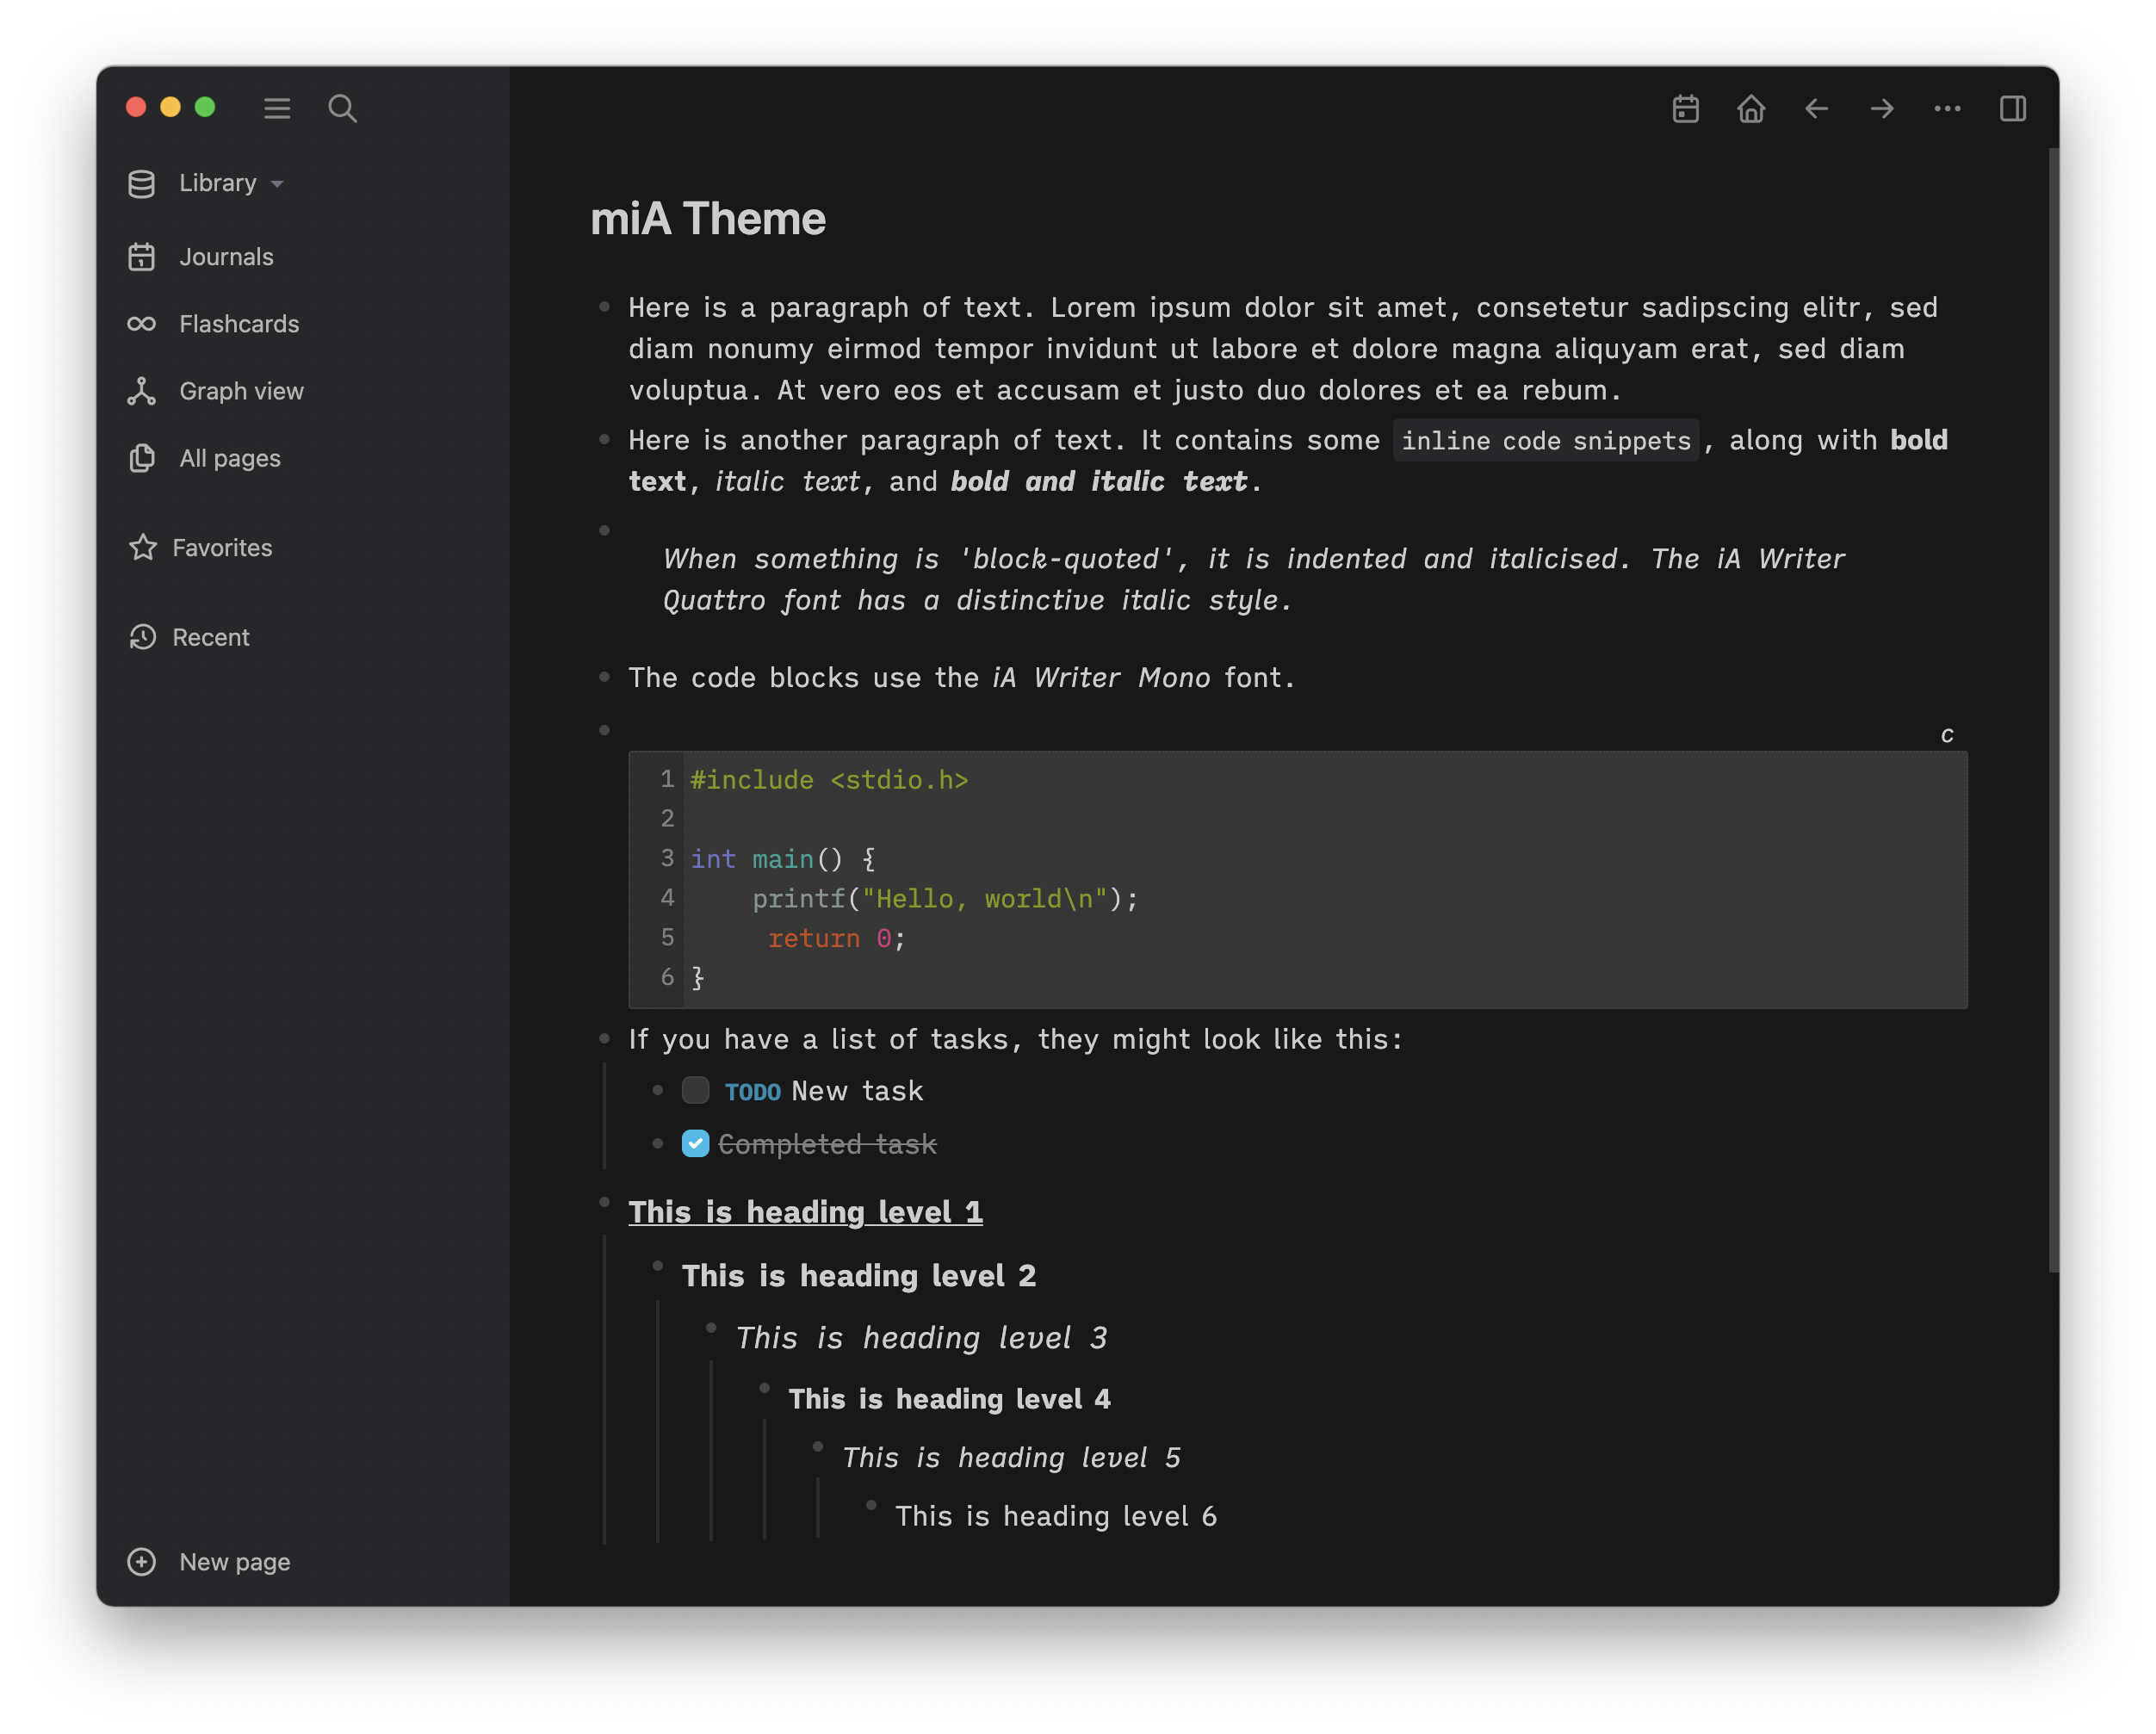 Library
Journals
Flashcards
Graph view
All pages
Favorites
Recent
New page
miA Theme
Here is a paragraph of text. Lorem ipsum dolor sit amet, consetetur sadipscing elitr, sed
diam nonumy eirmod tempor invidunt ut labore et dolore magna aliquyam erat, sed diam
voluptua. At vero eos et accusam et justo duo dolores et ea rebum.
Here is another paragraph of text. It contains some inline code snippets, along with bold
text, italic text, and bold and italic text.
When something is 'block-quoted', it is indented and italicised. The iA Writer
Quattro font has a distinctive italic style.
The code blocks use the iA Writer Mono font.
c
1 #include <stdio.h>
2
3 int main() {
4     printf("Hello, world\n");
5      return 0;
6 }
If you have a list of tasks, they might look like this:
TODO New task
Completed task
This is heading level 1
This is heading level 2
This is heading level 3
This is heading level 4
This is heading level 5
This is heading level 6